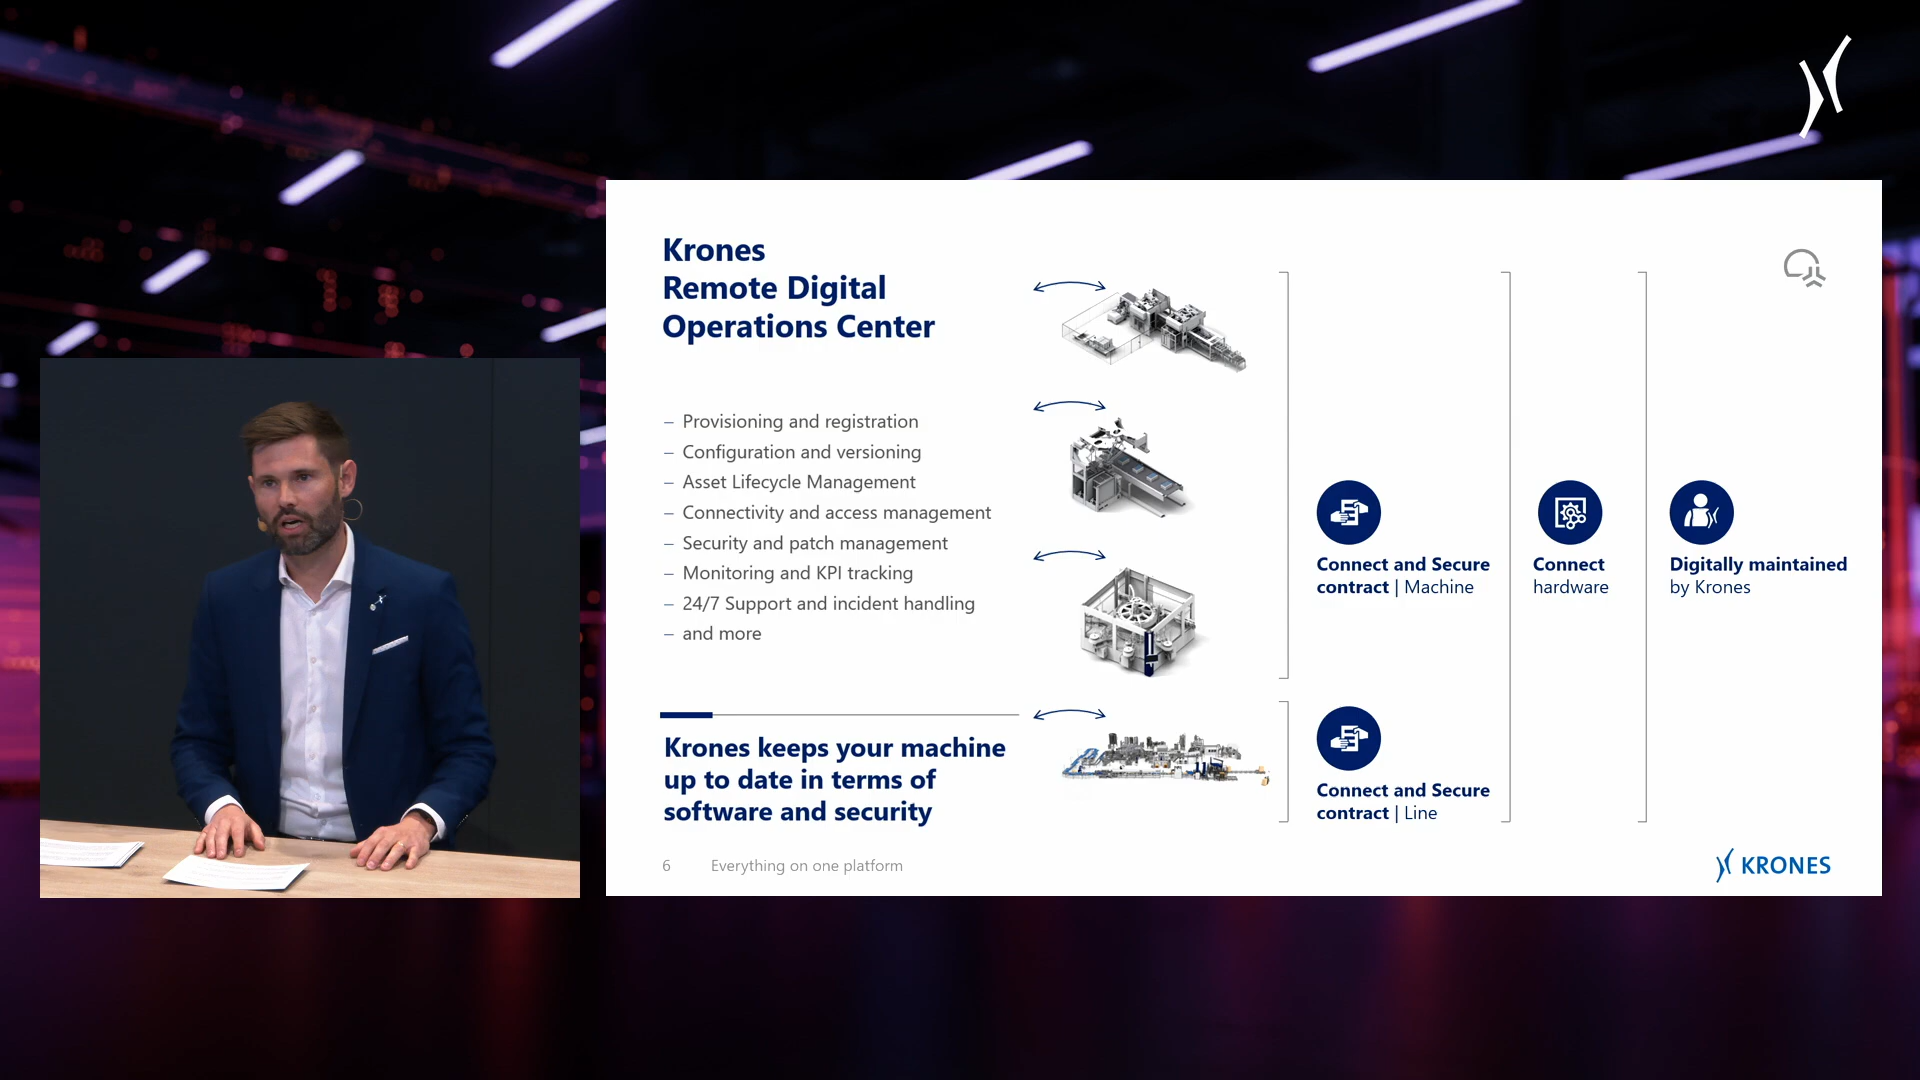 Krones
Remote Digital
Operations Center
– Provisioning and registration
– Configuration and versioning
– Asset Lifecycle Management
– Connectivity and access management
– Security and patch management
– Monitoring and KPI tracking
– 24/7 Support and incident handling
– and more
Krones keeps your machine
up to date in terms of
software and security
Connect and Secure
contract | Machine
Connect
hardware
Digitally maintained
by Krones
Connect and Secure
contract | Line
6 Everything on one platform
KRONES